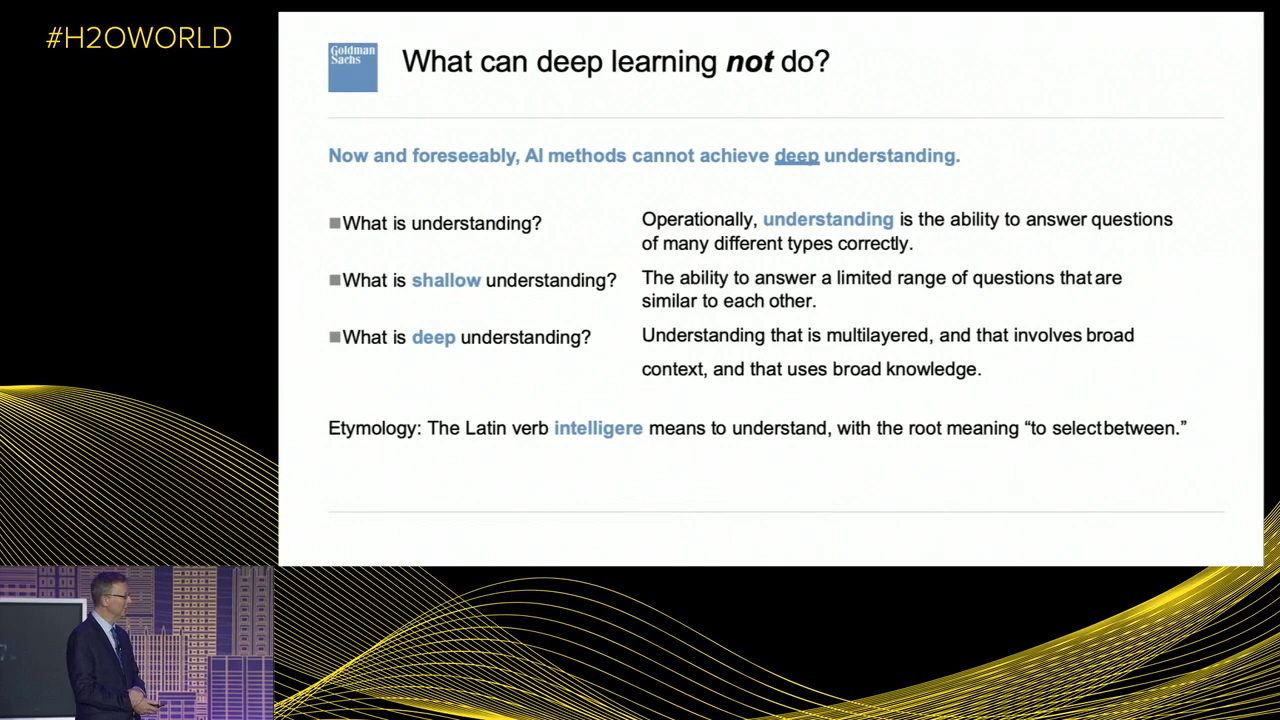 #H2OWORLD
Goldman
Sachs
What can deep learning not do?
Now and foreseeably, AI methods cannot achieve deep understanding.
■What is understanding?
Operationally, understanding is the ability to answer questions
of many different types correctly.
■What is shallow understanding?
The ability to answer a limited range of questions that are
similar to each other.
■What is deep understanding?
Understanding that is multilayered, and that involves broad
context, and that uses broad knowledge.
Etymology: The Latin verb intelligere means to understand, with the root meaning “to select between.”